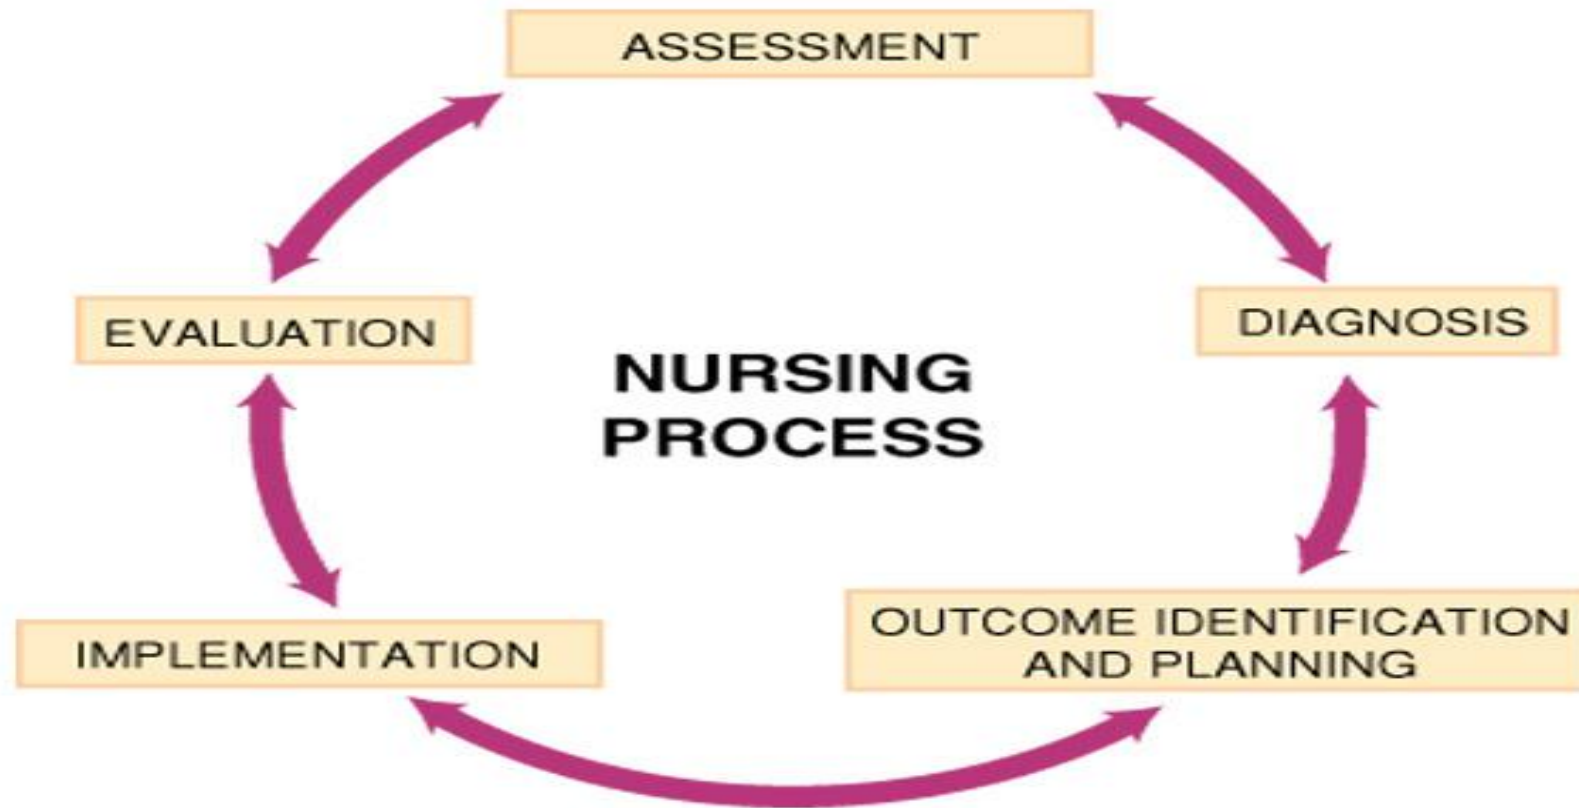 ASSESSMENT
EVALUATION
DIAGNOSIS
NURSING
PROCESS
IMPLEMENTATION
OUTCOME IDENTIFICATION
AND PLANNING